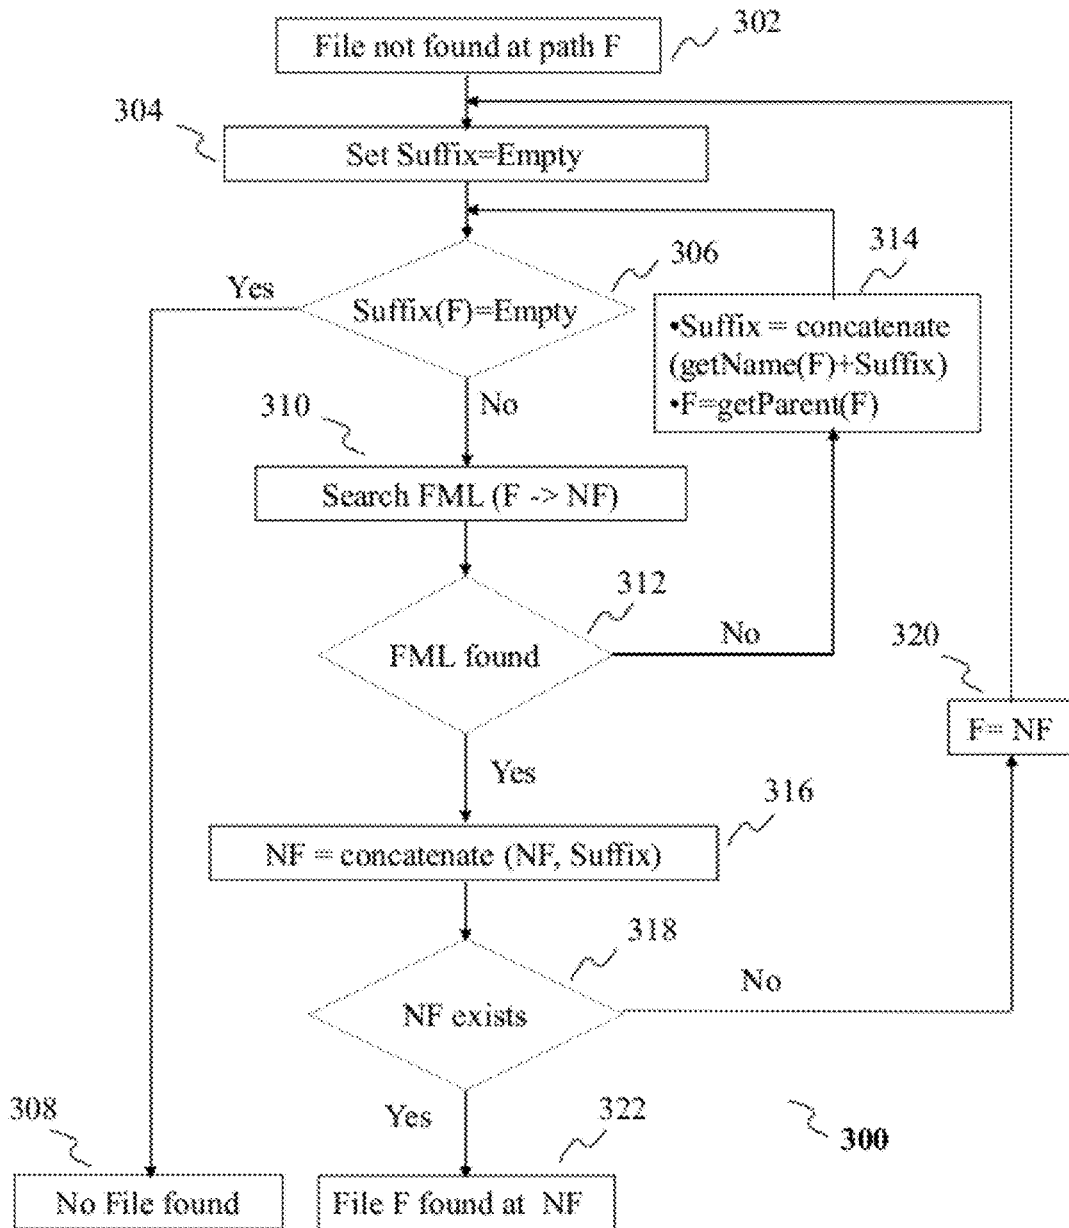 302
File not found at path F
304
Set Suffix=Empty
306
314
Yes
Suffix(F)=Empty
•Suffix = concatenate
(getName(F)+Suffix)
•F=getParent(F)
310
No
Search FML (F -> NF)
312
FML found
No
320
F= NF
Yes
316
NF = concatenate (NF, Suffix)
318
NF exists
No
308
Yes
322
300
No File found
File F found at NF